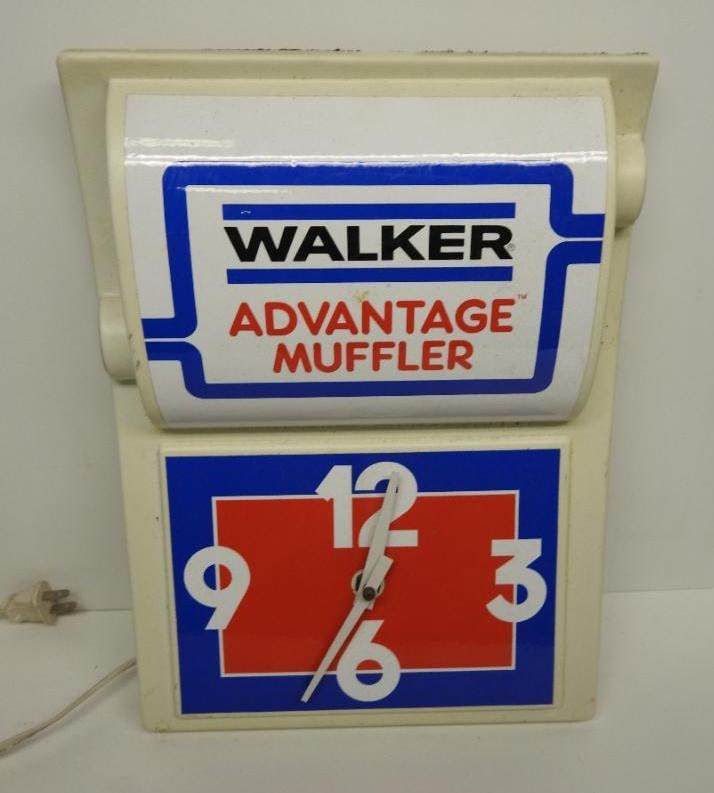 WALKER®
ADVANTAGE™
MUFFLER
12
9 3
6